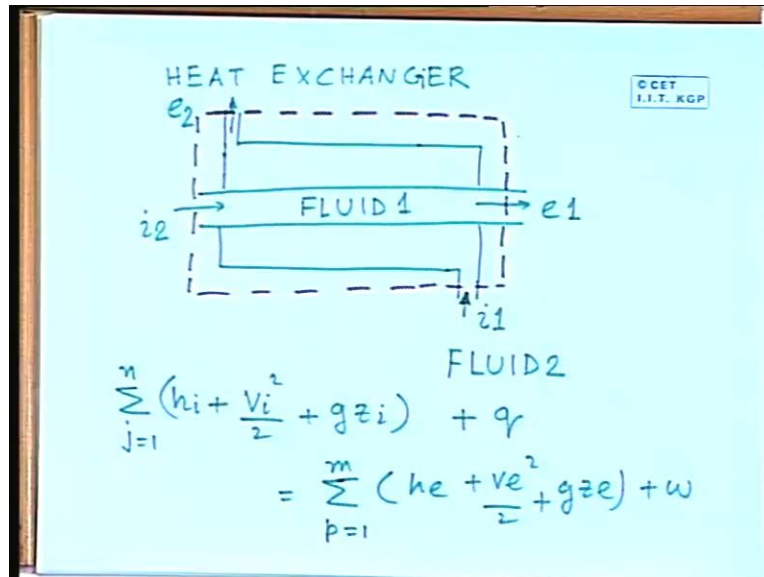 HEAT EXCHANGER
© CET
I.I.T. KGP
e2
i2
FLUID 1
e1
i1
FLUID 2
n
∑ (hi + Vi²/2 + gzi) + q
j=1
m
= ∑ (he + ve²/2 + gze) + w
p=1